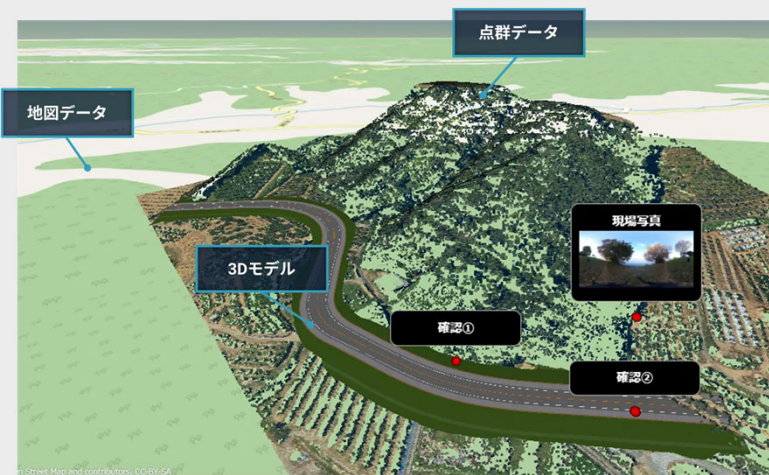 点群データ
地図データ
現場写真
3Dモデル
確認①
確認②
Street Map and contributors, CC-BY-SA